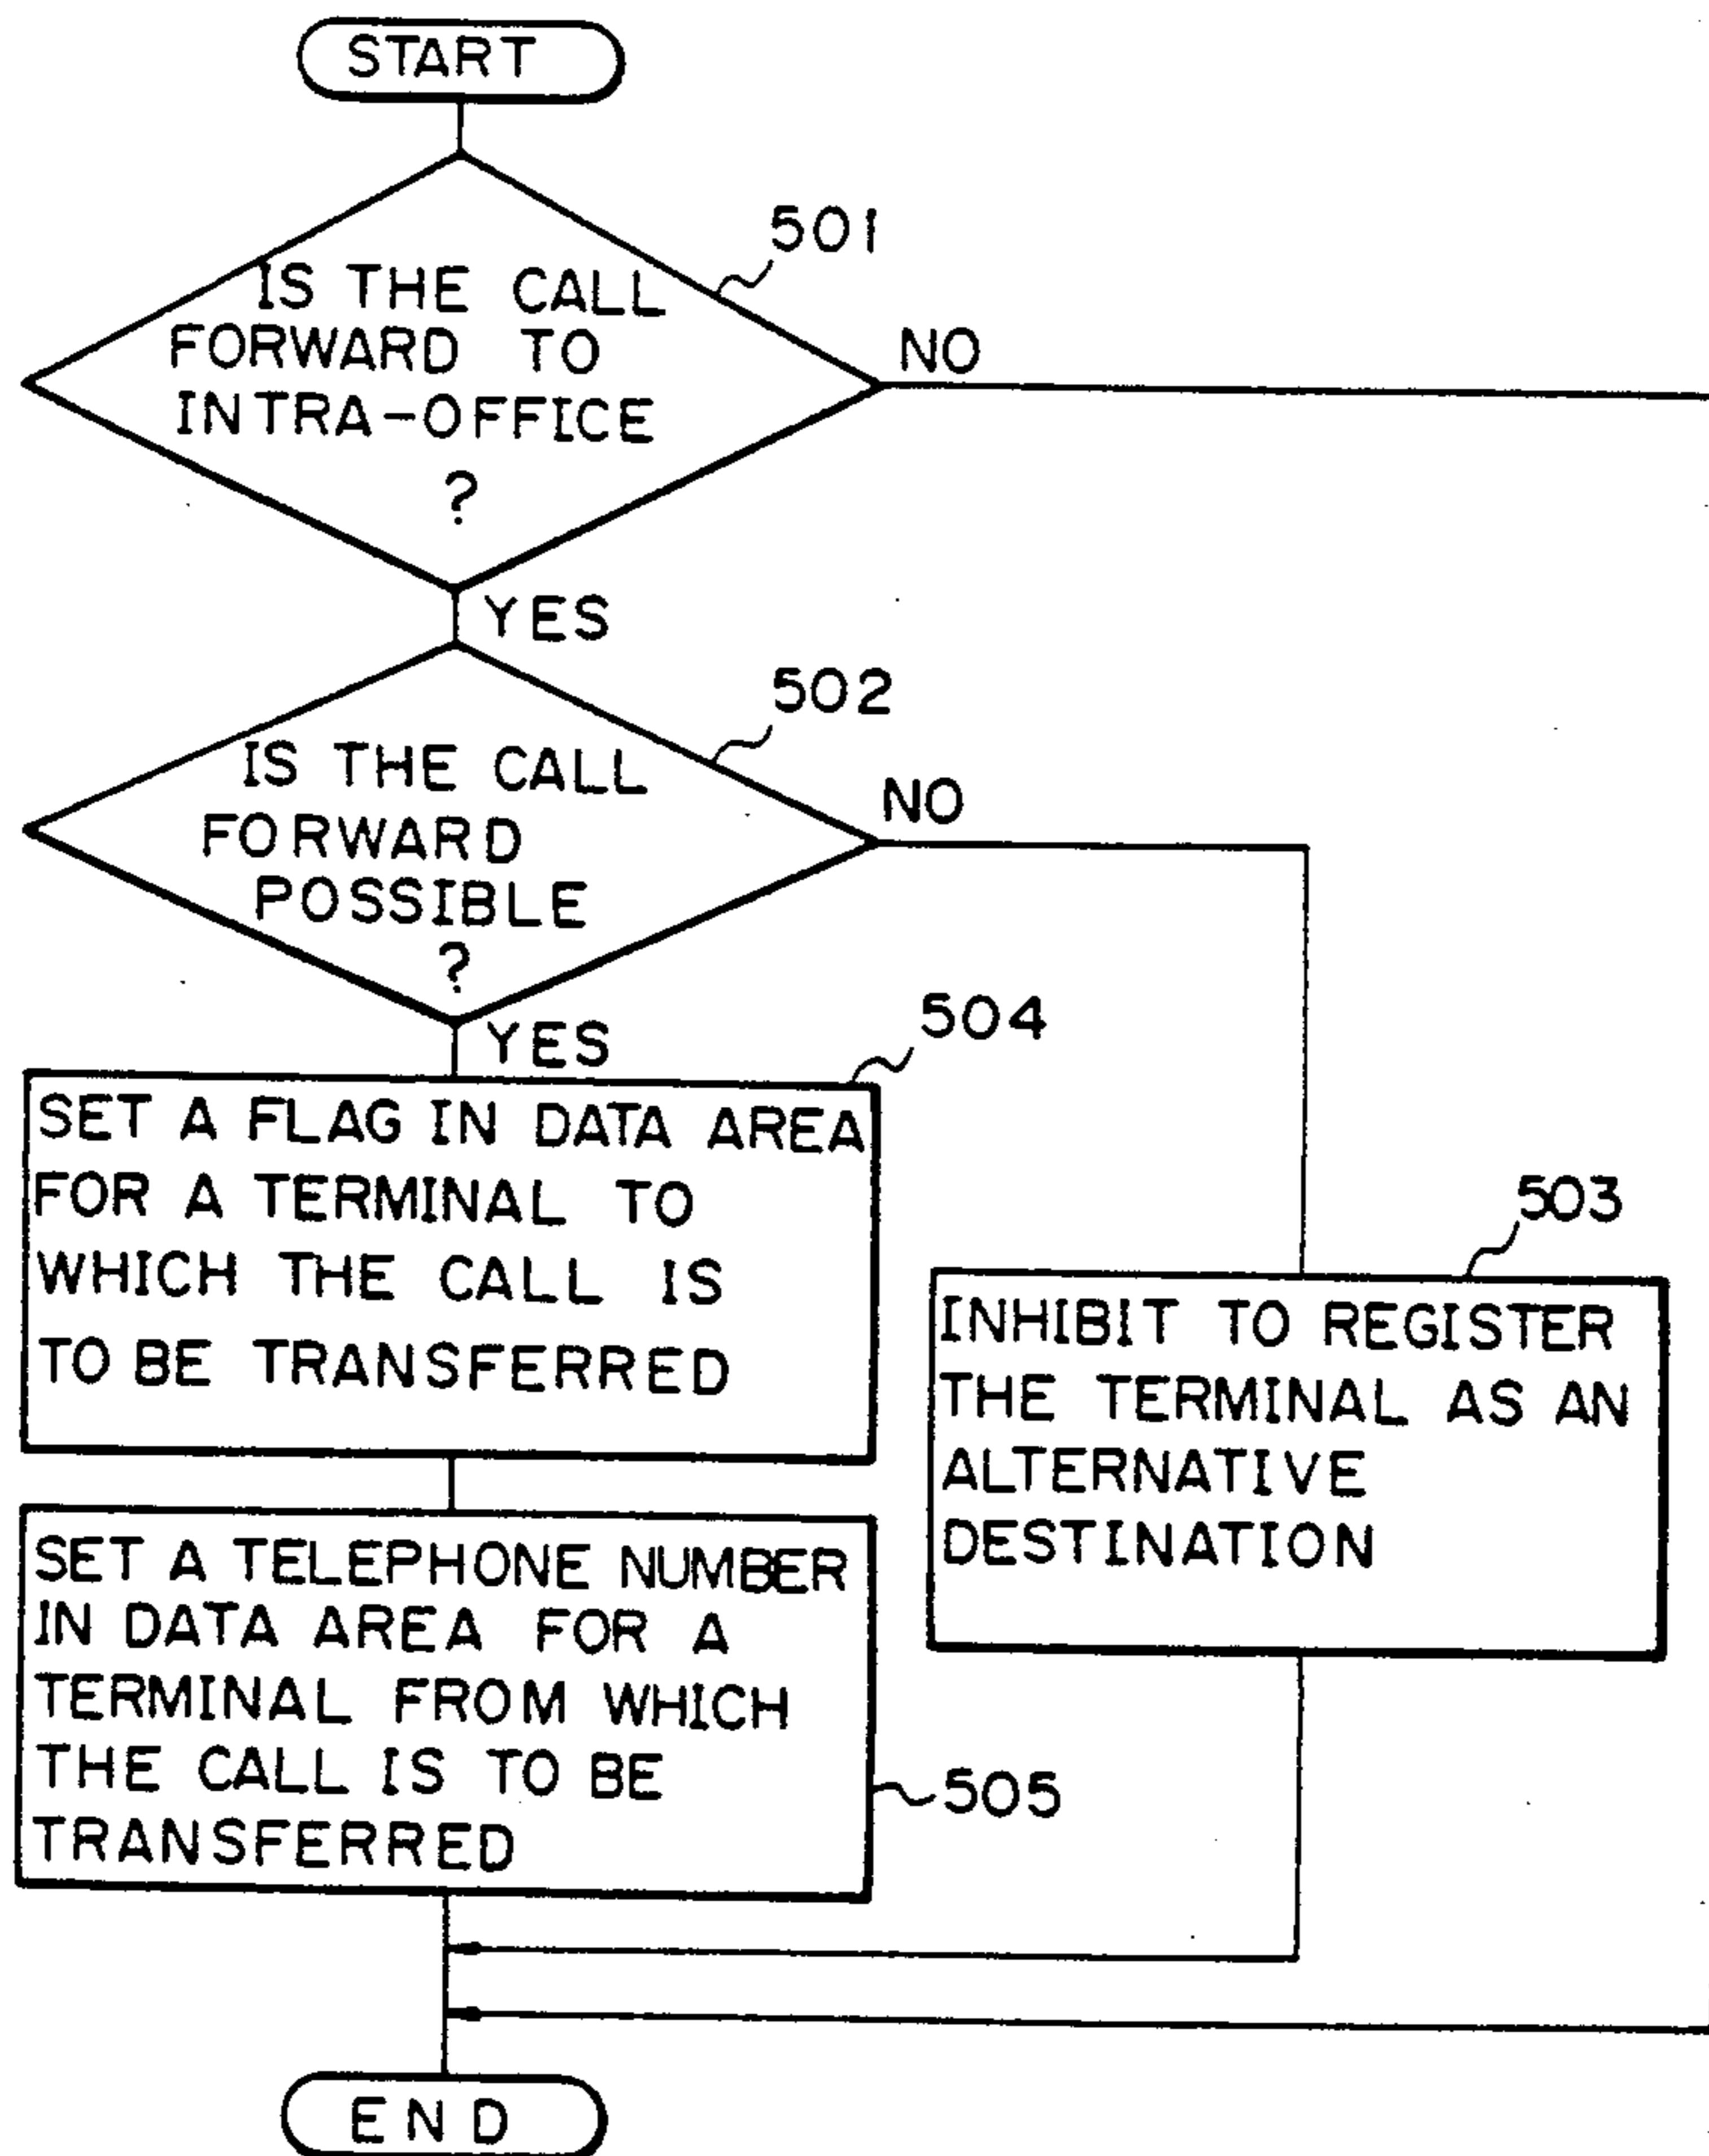 START
501
IS THE CALL
FORWARD TO
INTRA-OFFICE
?
NO
YES
502
IS THE CALL
FORWARD
POSSIBLE
?
NO
YES
504
SET A FLAG IN DATA AREA
FOR A TERMINAL TO
WHICH THE CALL IS
TO BE TRANSFERRED
503
INHIBIT TO REGISTER
THE TERMINAL AS AN
ALTERNATIVE
DESTINATION
SET A TELEPHONE NUMBER
IN DATA AREA FOR A
TERMINAL FROM WHICH
THE CALL IS TO BE
TRANSFERRED
505
END